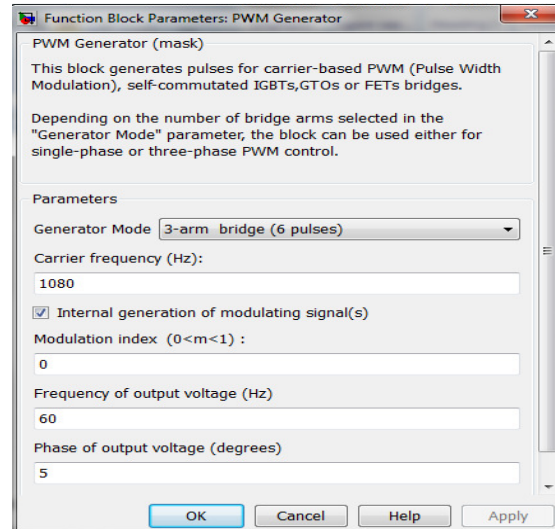 Function Block Parameters: PWM Generator
PWM Generator (mask)
This block generates pulses for carrier-based PWM (Pulse Width
Modulation), self-commutated IGBTs,GTOs or FETs bridges.
Depending on the number of bridge arms selected in the
"Generator Mode" parameter, the block can be used either for
single-phase or three-phase PWM control.
Parameters
Generator Mode 3-arm bridge (6 pulses)
Carrier frequency (Hz):
1080
Internal generation of modulating signal(s)
Modulation index (0<m<1) :
0
Frequency of output voltage (Hz)
60
Phase of output voltage (degrees)
5
OK Cancel Help Apply